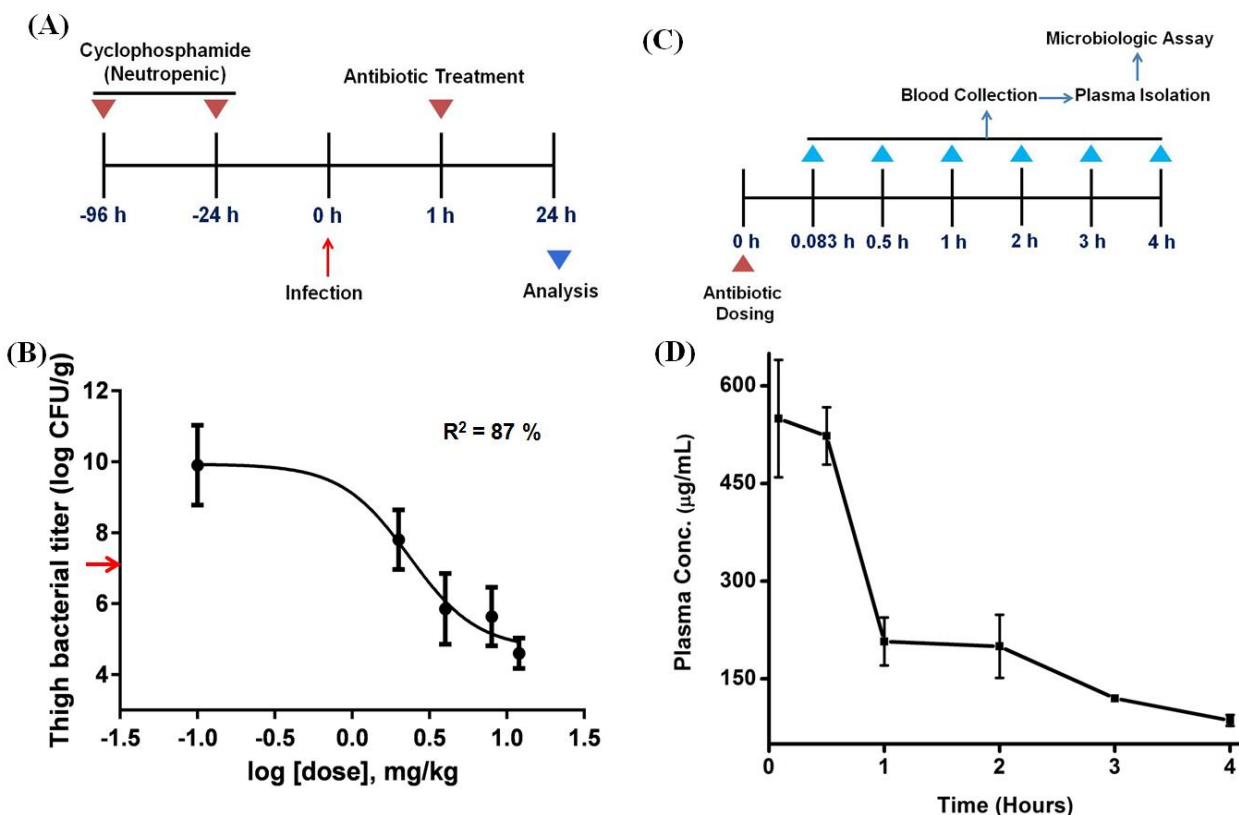 (A)
Cyclophosphamide
(Neutropenic)
Antibiotic Treatment
-96 h
-24 h
0 h
1 h
24 h
Infection
Analysis
(C)
Microbiologic Assay
Blood Collection
Plasma Isolation
0 h
0.083 h
0.5 h
1 h
2 h
3 h
4 h
Antibiotic
Dosing
(B)
Thigh bacterial titer (log CFU/g)
12
10
8
6
4
R² = 87 %
-1.5
-1.0
-0.5
0.0
0.5
1.0
1.5
log [dose], mg/kg
(D)
Plasma Conc. (µg/mL)
600
450
300
150
0
1
2
3
4
Time (Hours)